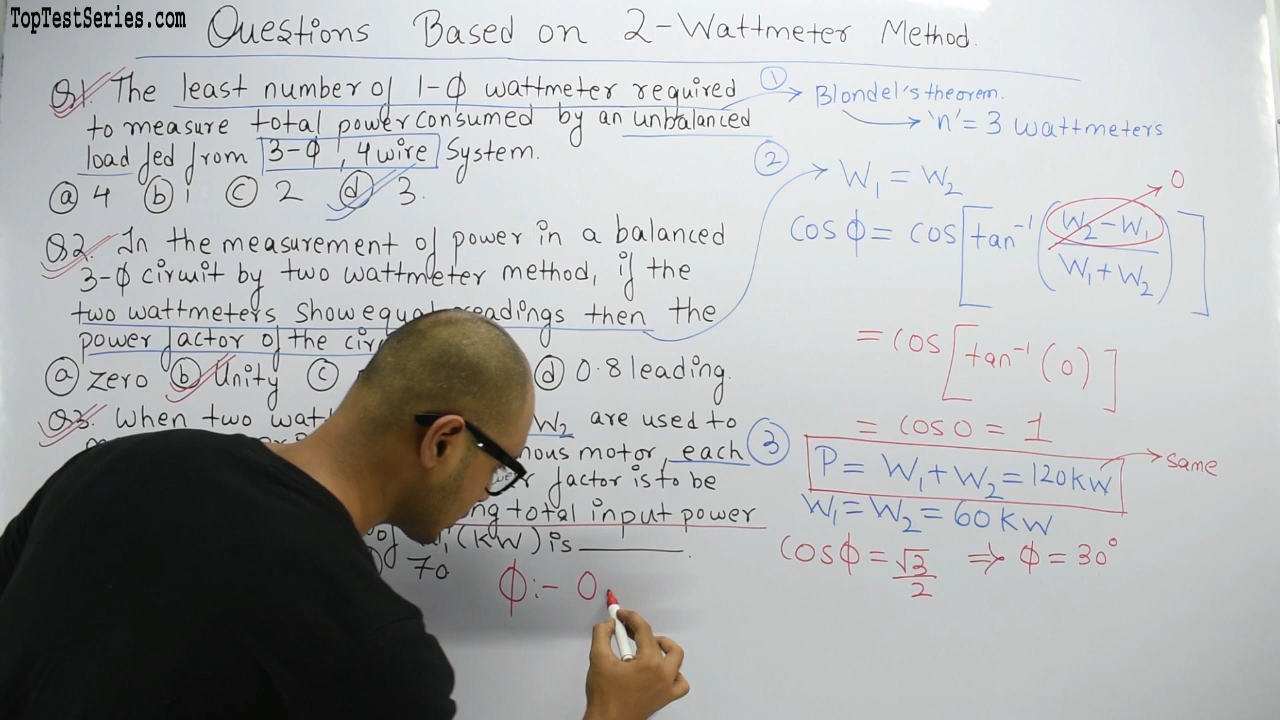 TopTestSeries.com
Questions Based on 2-Wattmeter Method.
Q1. The least number of 1-Φ wattmeter required
to measure total power consumed by an unbalanced
load fed from 3-Φ, 4 wire System.
ⓐ 4 ⓑ 1 ⓒ 2 ⓓ 3.
Q2. In the measurement of power in a balanced
3-Φ circuit by two wattmeter method, if the
two wattmeters show equal readings then the
power factor of the
ⓐ zero ⓑ Unity ⓒ ⓓ 0.8 leading.
Q3. When two W₂ are used to
motor, each
factor is to be
total input power
(KW) is ______.
70
Φ:- 0
① Blondel's theorem.
'n' = 3 wattmeters
② W₁ = W₂
cos Φ = cos [tan⁻¹ ((W₂ - W₁)/(W₁ + W₂))] 0
= cos [tan⁻¹ (0)]
= cos 0 = 1
③ P = W₁ + W₂ = 120 KW same
W₁ = W₂ = 60 KW
cos Φ = √3/2 ⇒ Φ = 30°